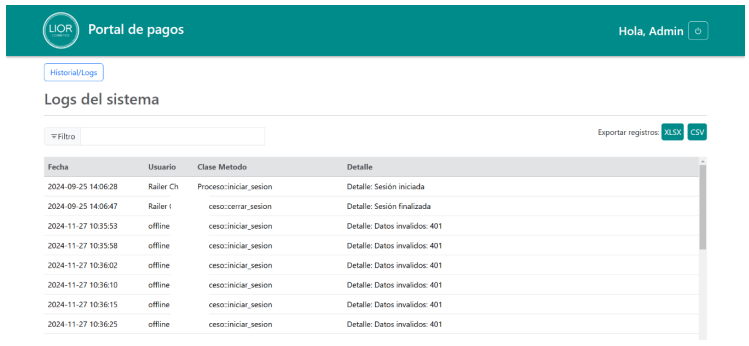 LIOR
COSMETICS
Portal de pagos
Hola, Admin
Historial/Logs
Logs del sistema
Filtro
Exportar registros: XLSX CSV
Fecha Usuario Clase Metodo Detalle
2024-09-25 14:06:28 Railer Ch Proceso::iniciar_sesion Detalle: Sesión iniciada
2024-09-25 14:06:47 Railer ceso::cerrar_sesion Detalle: Sesión finalizada
2024-11-27 10:35:53 offline ceso::iniciar_sesion Detalle: Datos invalidos: 401
2024-11-27 10:35:58 offline ceso::iniciar_sesion Detalle: Datos invalidos: 401
2024-11-27 10:36:02 offline ceso::iniciar_sesion Detalle: Datos invalidos: 401
2024-11-27 10:36:10 offline ceso::iniciar_sesion Detalle: Datos invalidos: 401
2024-11-27 10:36:15 offline ceso::iniciar_sesion Detalle: Datos invalidos: 401
2024-11-27 10:36:25 offline ceso::iniciar_sesion Detalle: Datos invalidos: 401